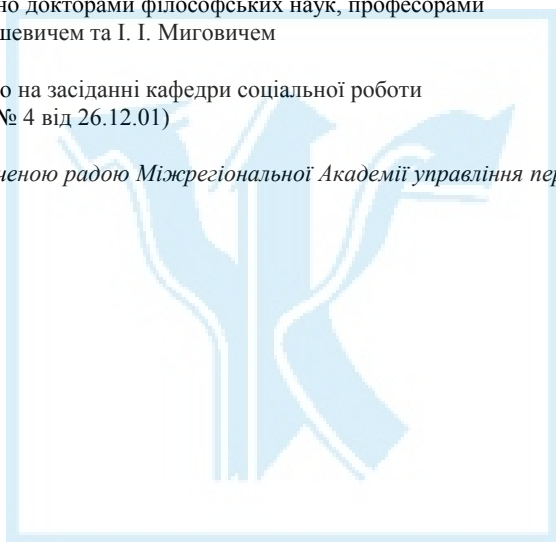 но докторами філософських наук, професорами
шевичем та І. І. Миговичем
о на засіданні кафедри соціальної роботи
№ 4 від 26.12.01)
ченою радою Міжрегіональної Академії управління пер